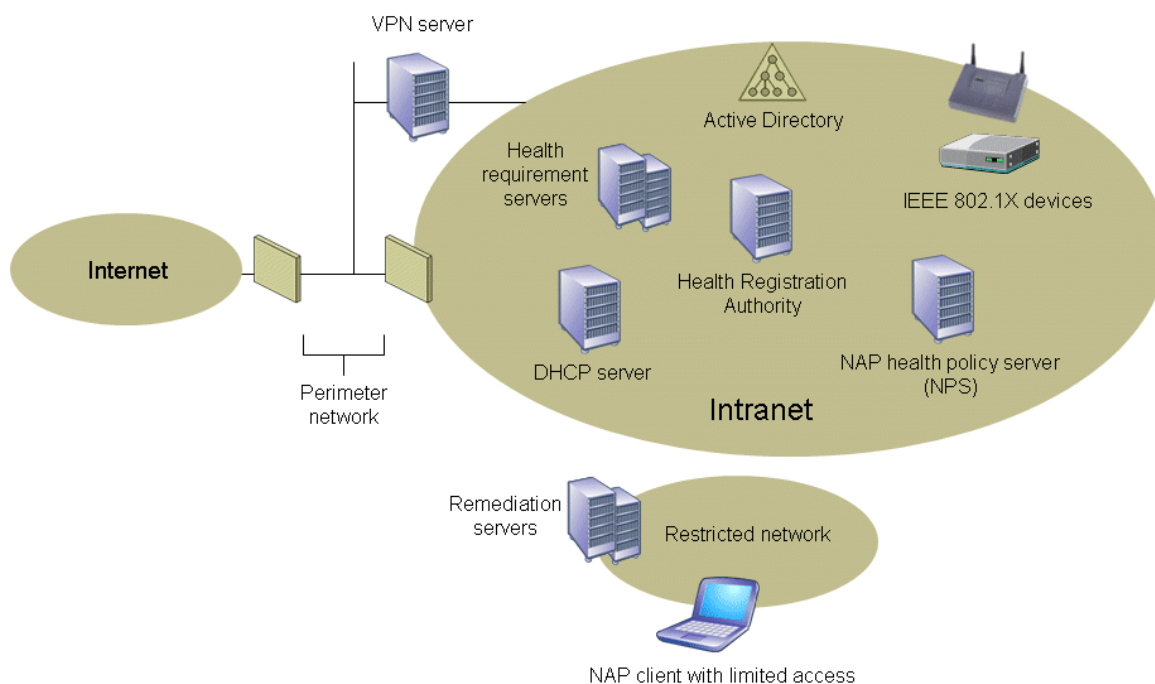 VPN server
Active Directory
Health
requirement
servers
IEEE 802.1X devices
Internet
Health Registration
Authority
DHCP server
NAP health policy server
(NPS)
Perimeter
network
Intranet
Remediation
servers
Restricted network
NAP client with limited access